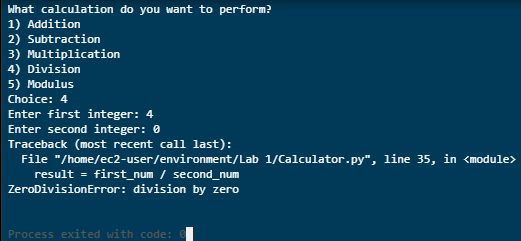 What calculation do you want to perform?
1) Addition
2) Subtraction
3) Multiplication
4) Division
5) Modulus
Choice: 4
Enter first integer: 4
Enter second integer: 0
Traceback (most recent call last):
  File "/home/ec2-user/environment/Lab 1/Calculator.py", line 35, in <module>
    result = first_num / second_num
ZeroDivisionError: division by zero
Process exited with code: 0